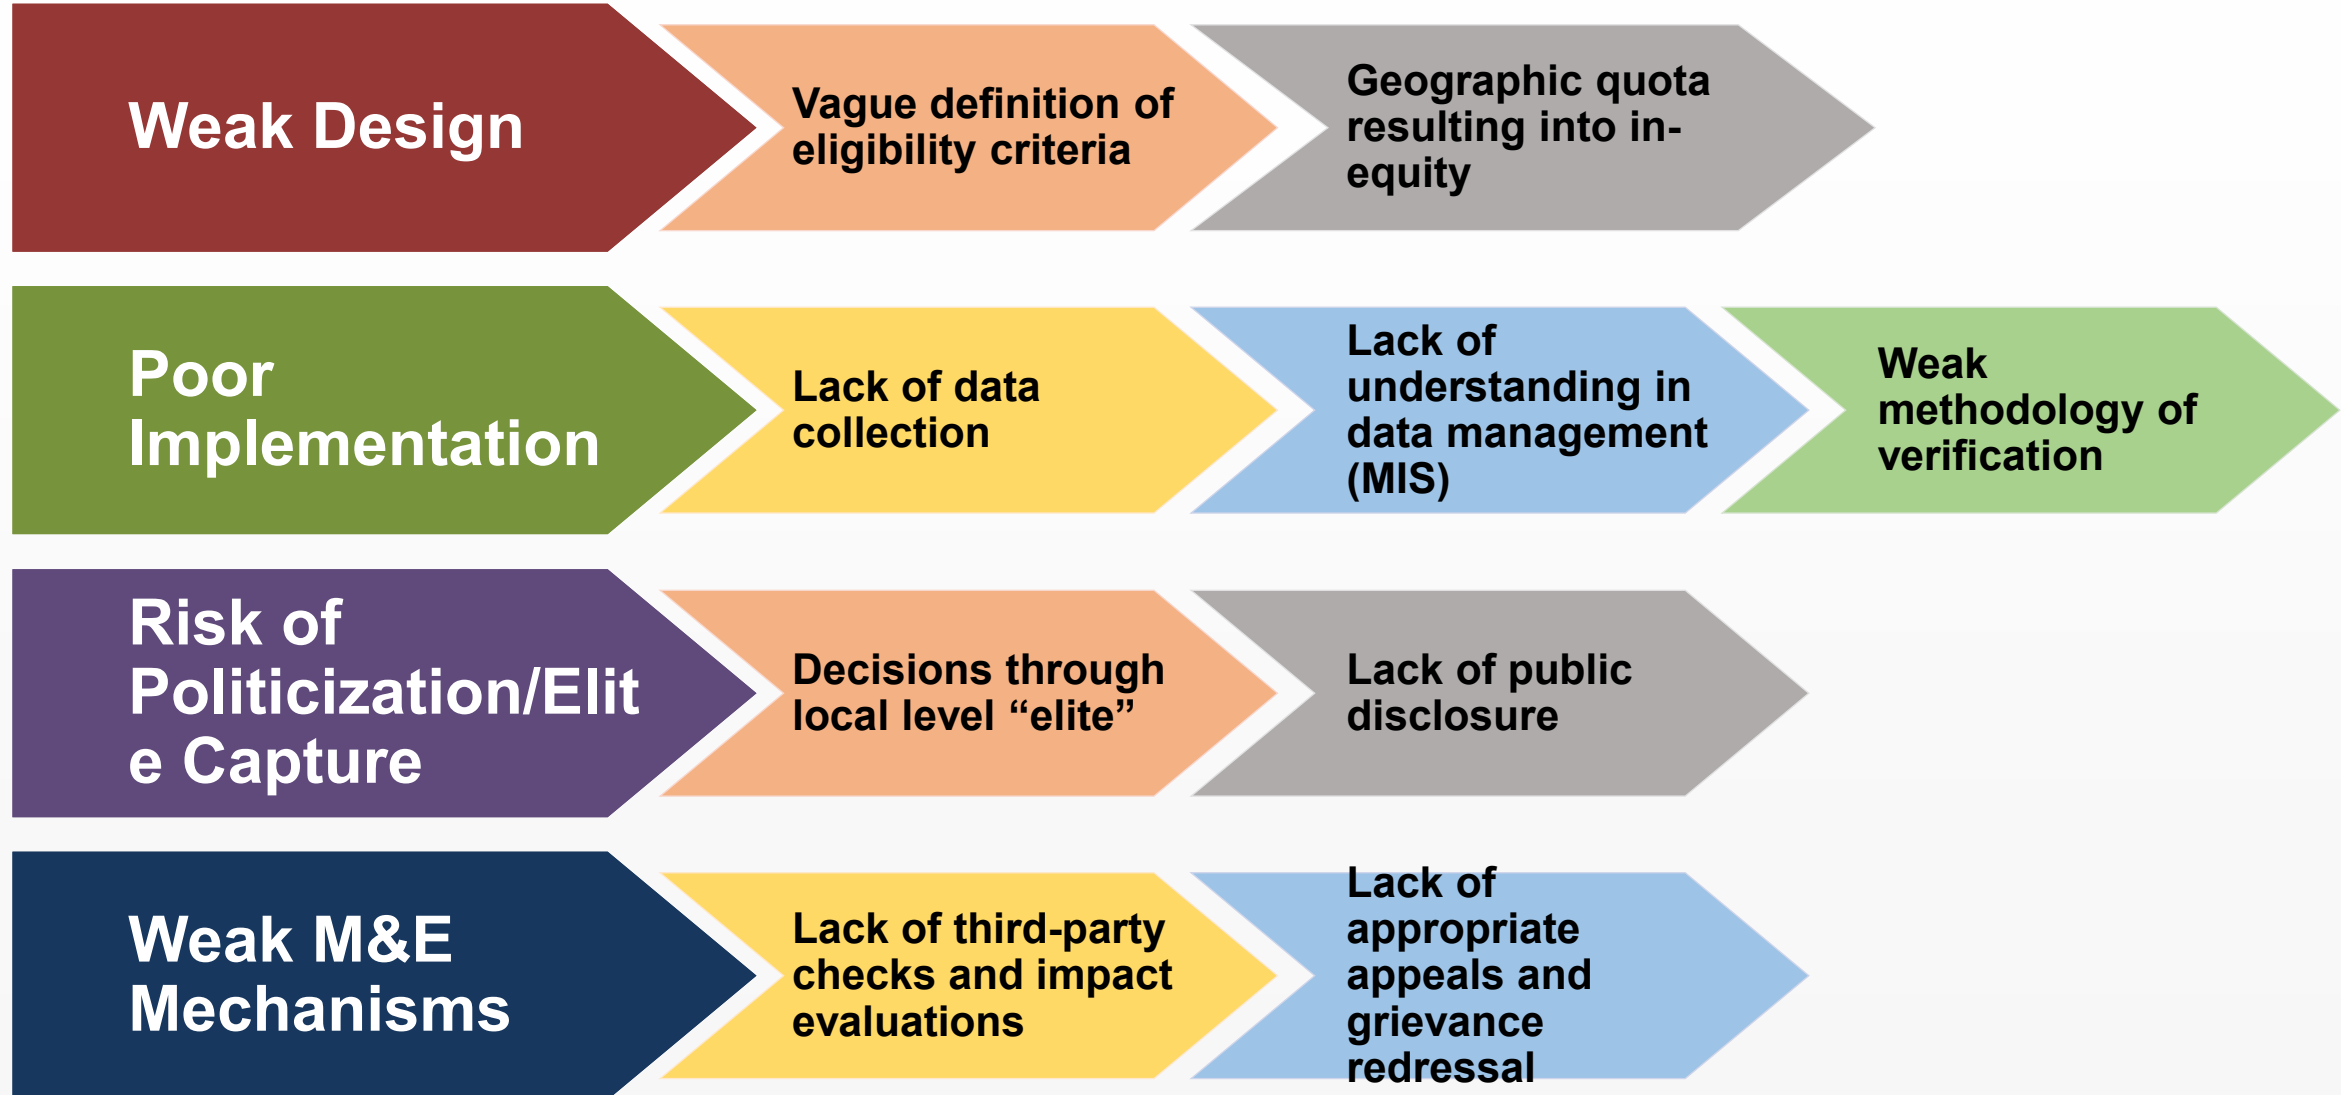 Weak Design
Vague definition of
eligibility criteria
Geographic quota
resulting into in-
equity
Poor
Implementation
Lack of data
collection
Lack of
understanding in
data management
(MIS)
Weak
methodology of
verification
Risk of
Politicization/Elit
e Capture
Decisions through
local level “elite”
Lack of public
disclosure
Weak M&E
Mechanisms
Lack of third-party
checks and impact
evaluations
Lack of
appropriate
appeals and
grievance
redressal